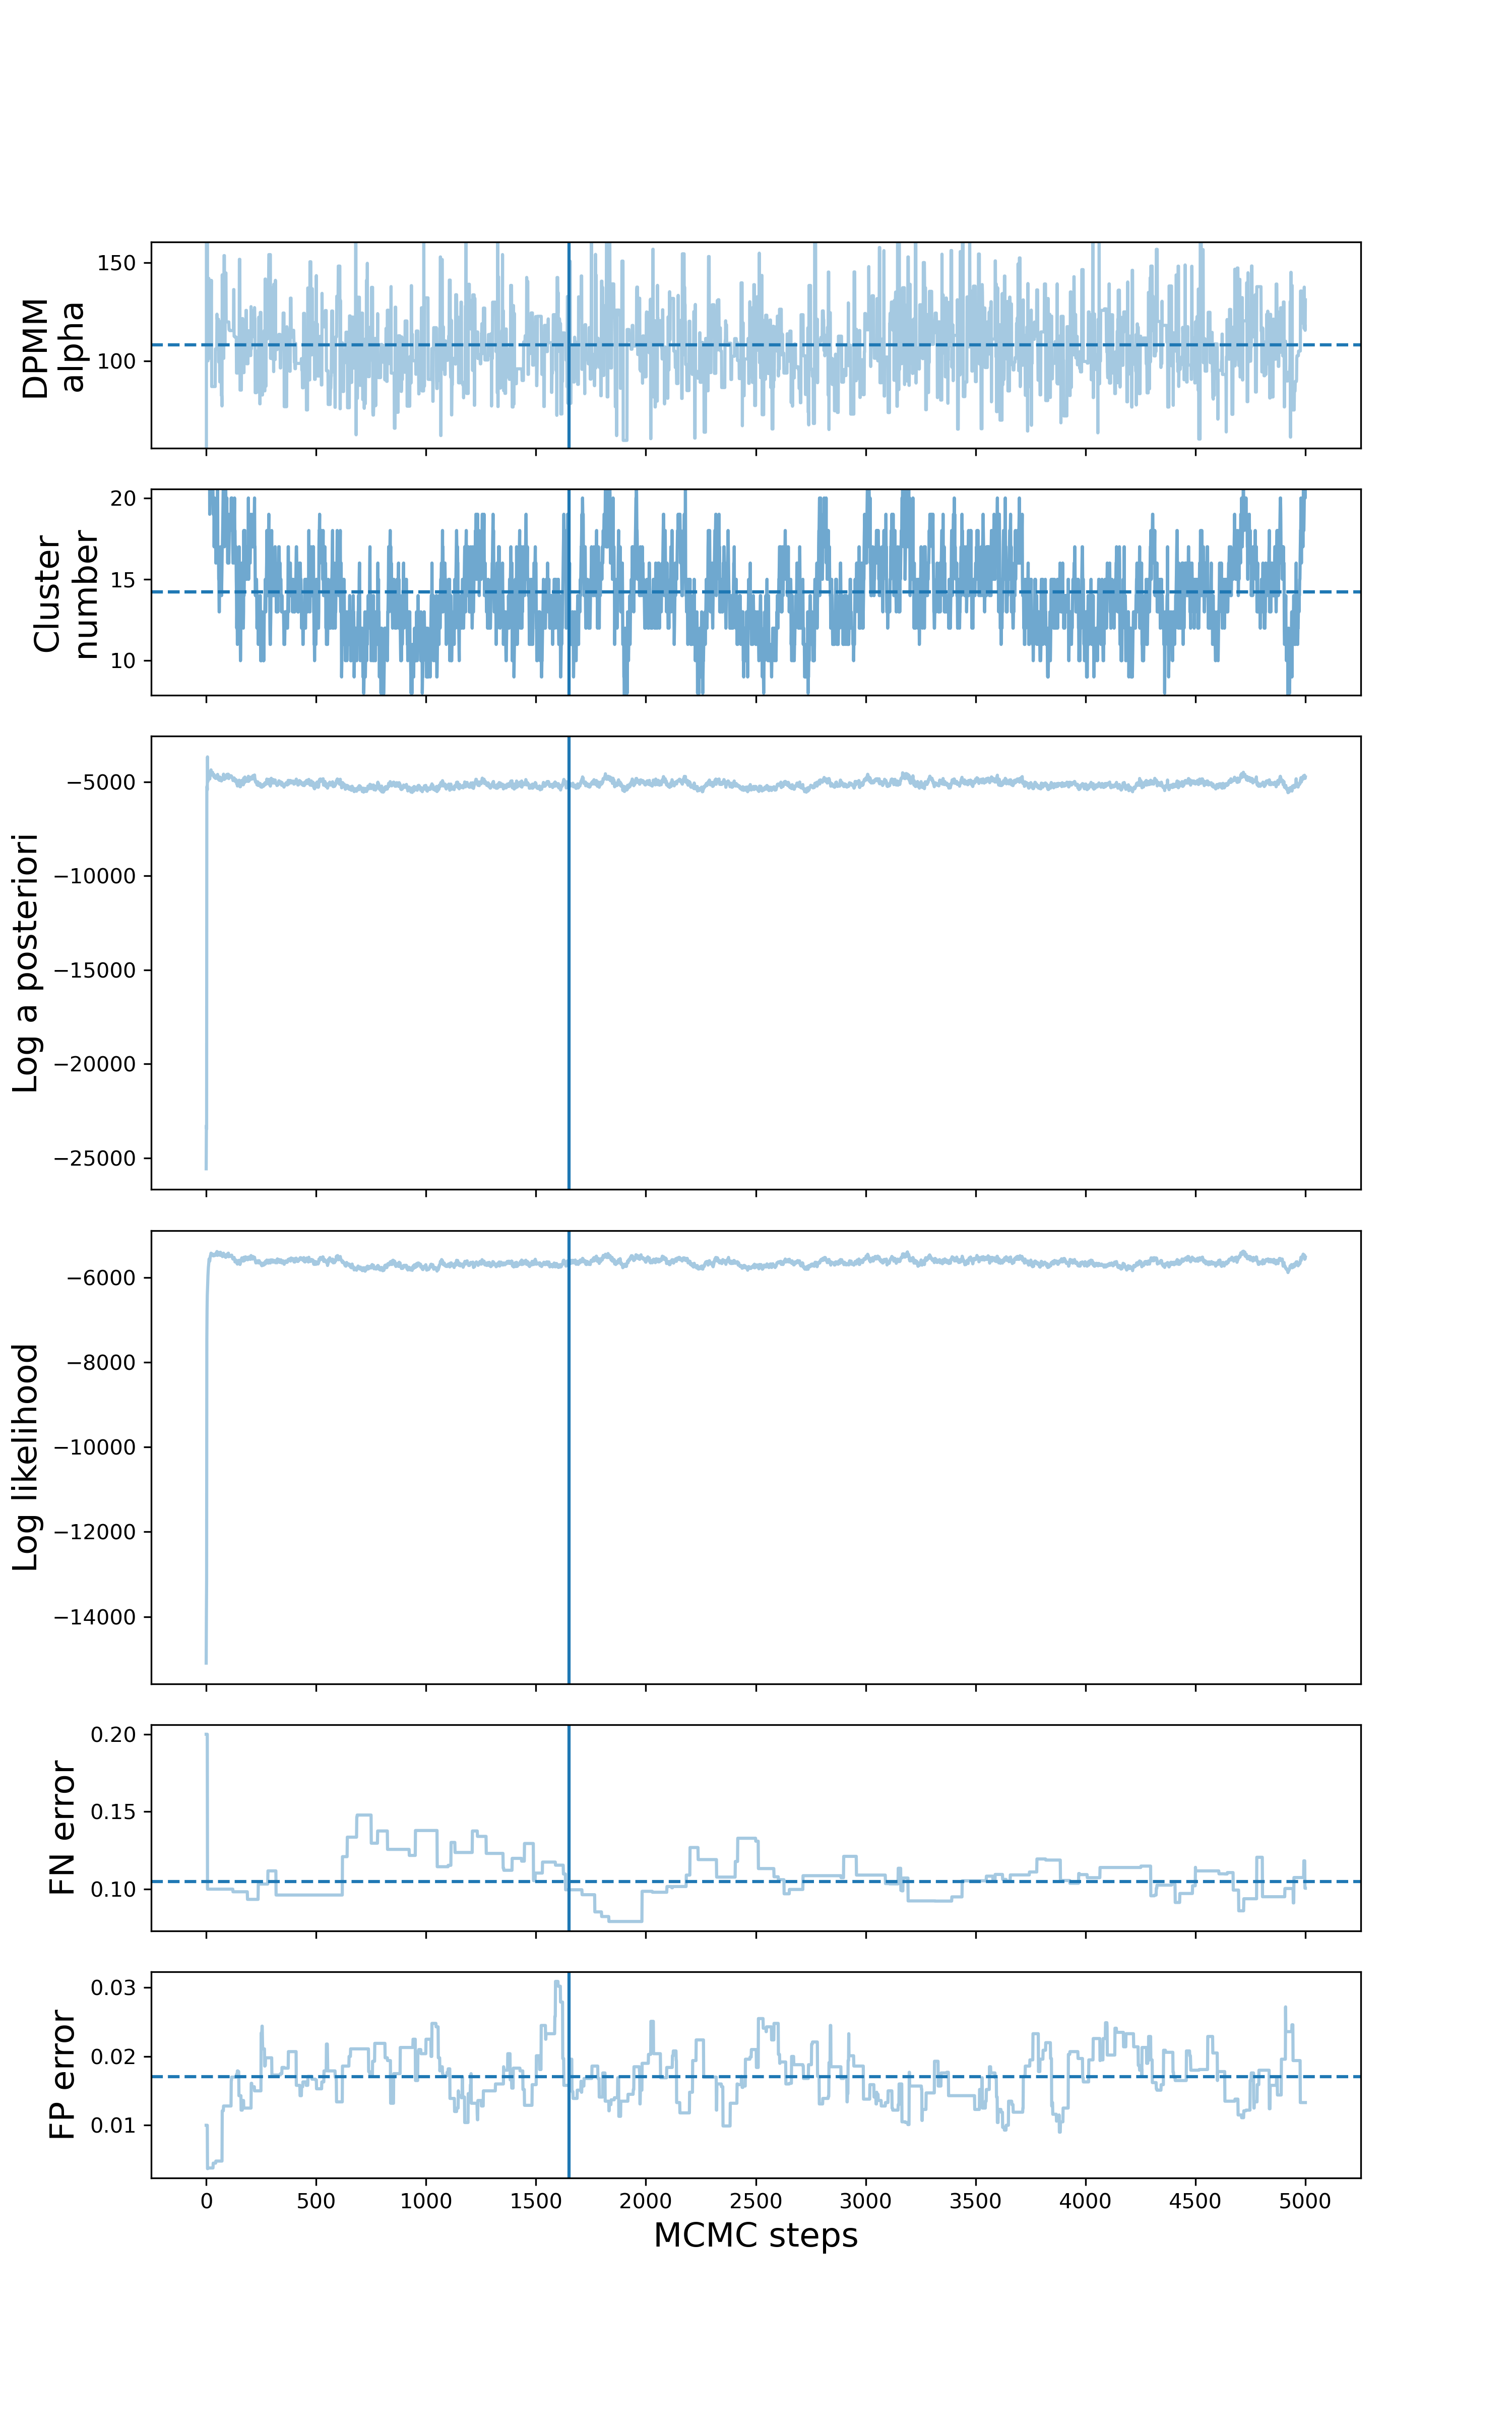 DPMM
alpha
150
100
Cluster
number
20
15
10
Log a posteriori
−5000
−10000
−15000
−20000
−25000
Log likelihood
−6000
−8000
−10000
−12000
−14000
FN error
0.20
0.15
0.10
FP error
0.03
0.02
0.01
0 500 1000 1500 2000 2500 3000 3500 4000 4500 5000
MCMC steps